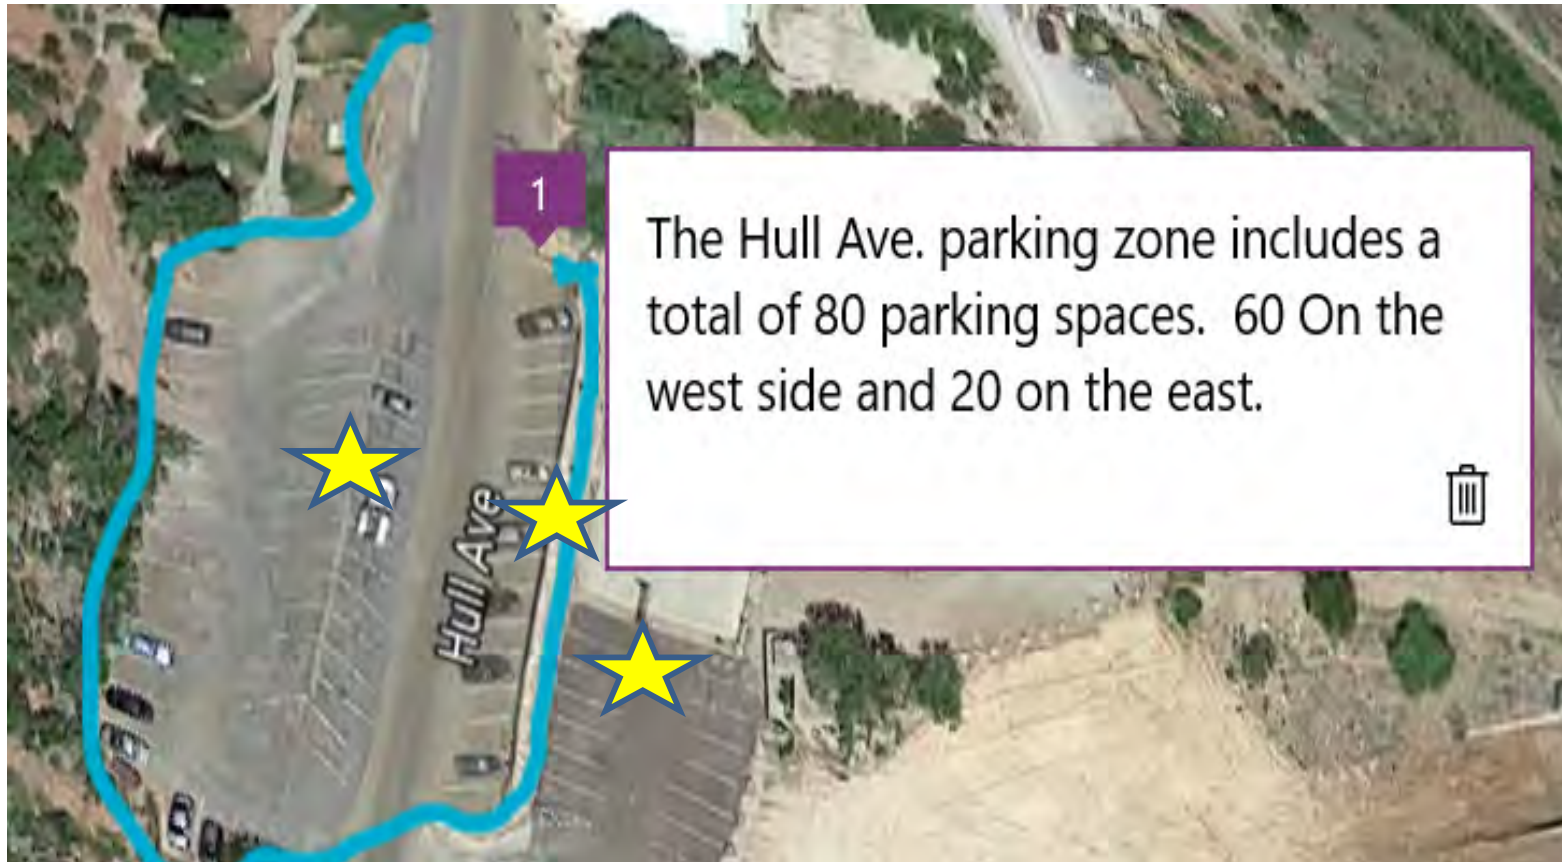 1
The Hull Ave. parking zone includes a
total of 80 parking spaces.  60 On the
west side and 20 on the east.
Hull Ave